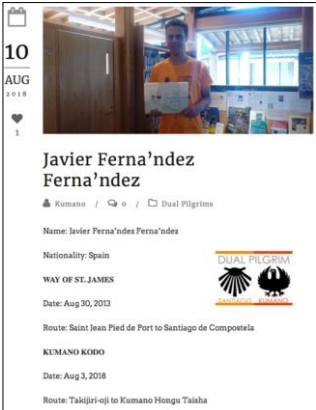 10
AUG
2018
1
Javier Ferna'ndez
Ferna'ndez
Kumano / 0 / Dual Pilgrims
Name: Javier Ferna'ndez Ferna'ndez
Nationality: Spain
DUAL PILGRIM
SANTIAGO KUMANO
WAY OF ST. JAMES
Date: Aug 30, 2013
Route: Saint Jean Pied de Port to Santiago de Compostela
KUMANO KODO
Date: Aug 3, 2018
Route: Takijiri-oji to Kumano Hongu Taisha